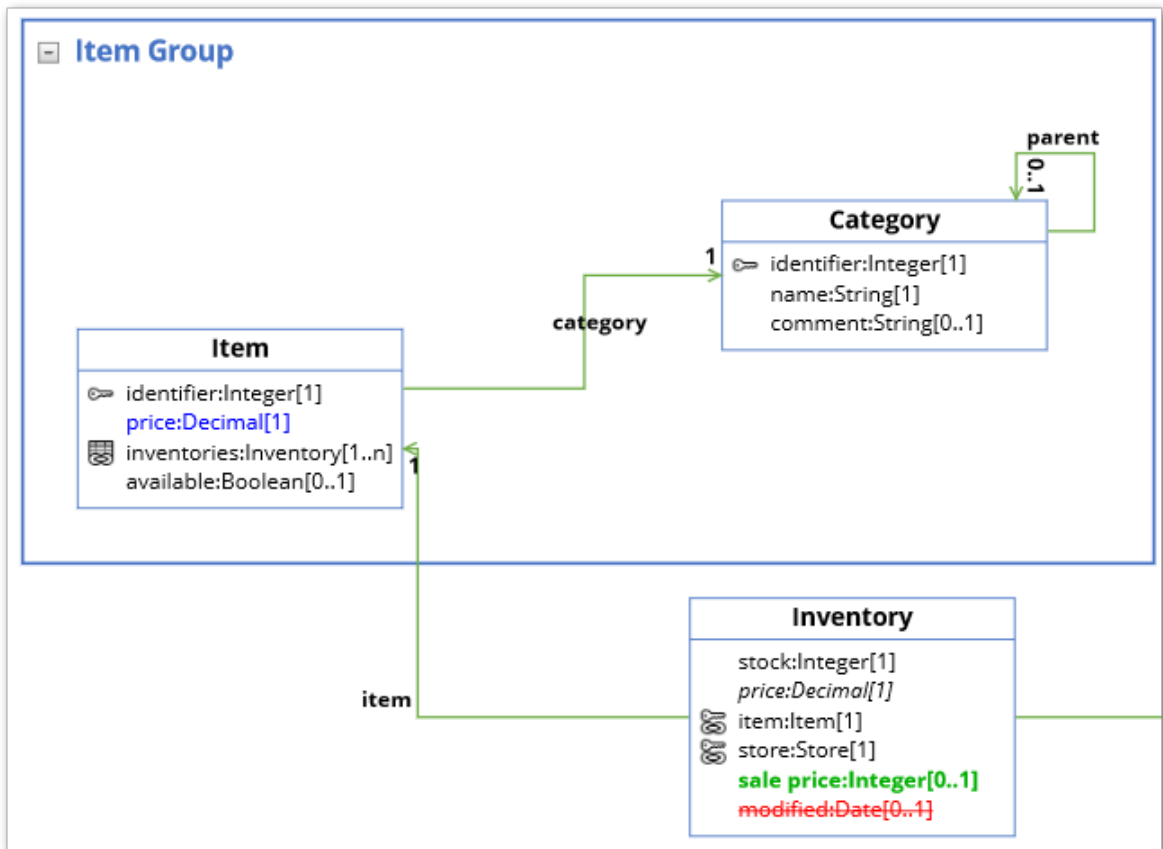 Item Group
parent
0..1
Category
1
identifier:Integer[1]
name:String[1]
comment:String[0..1]
category
Item
identifier:Integer[1]
price:Decimal[1]
inventories:Inventory[1..n]
1
available:Boolean[0..1]
Inventory
stock:Integer[1]
price:Decimal[1]
item
item:Item[1]
store:Store[1]
sale price:Integer[0..1]
modified:Date[0..1]